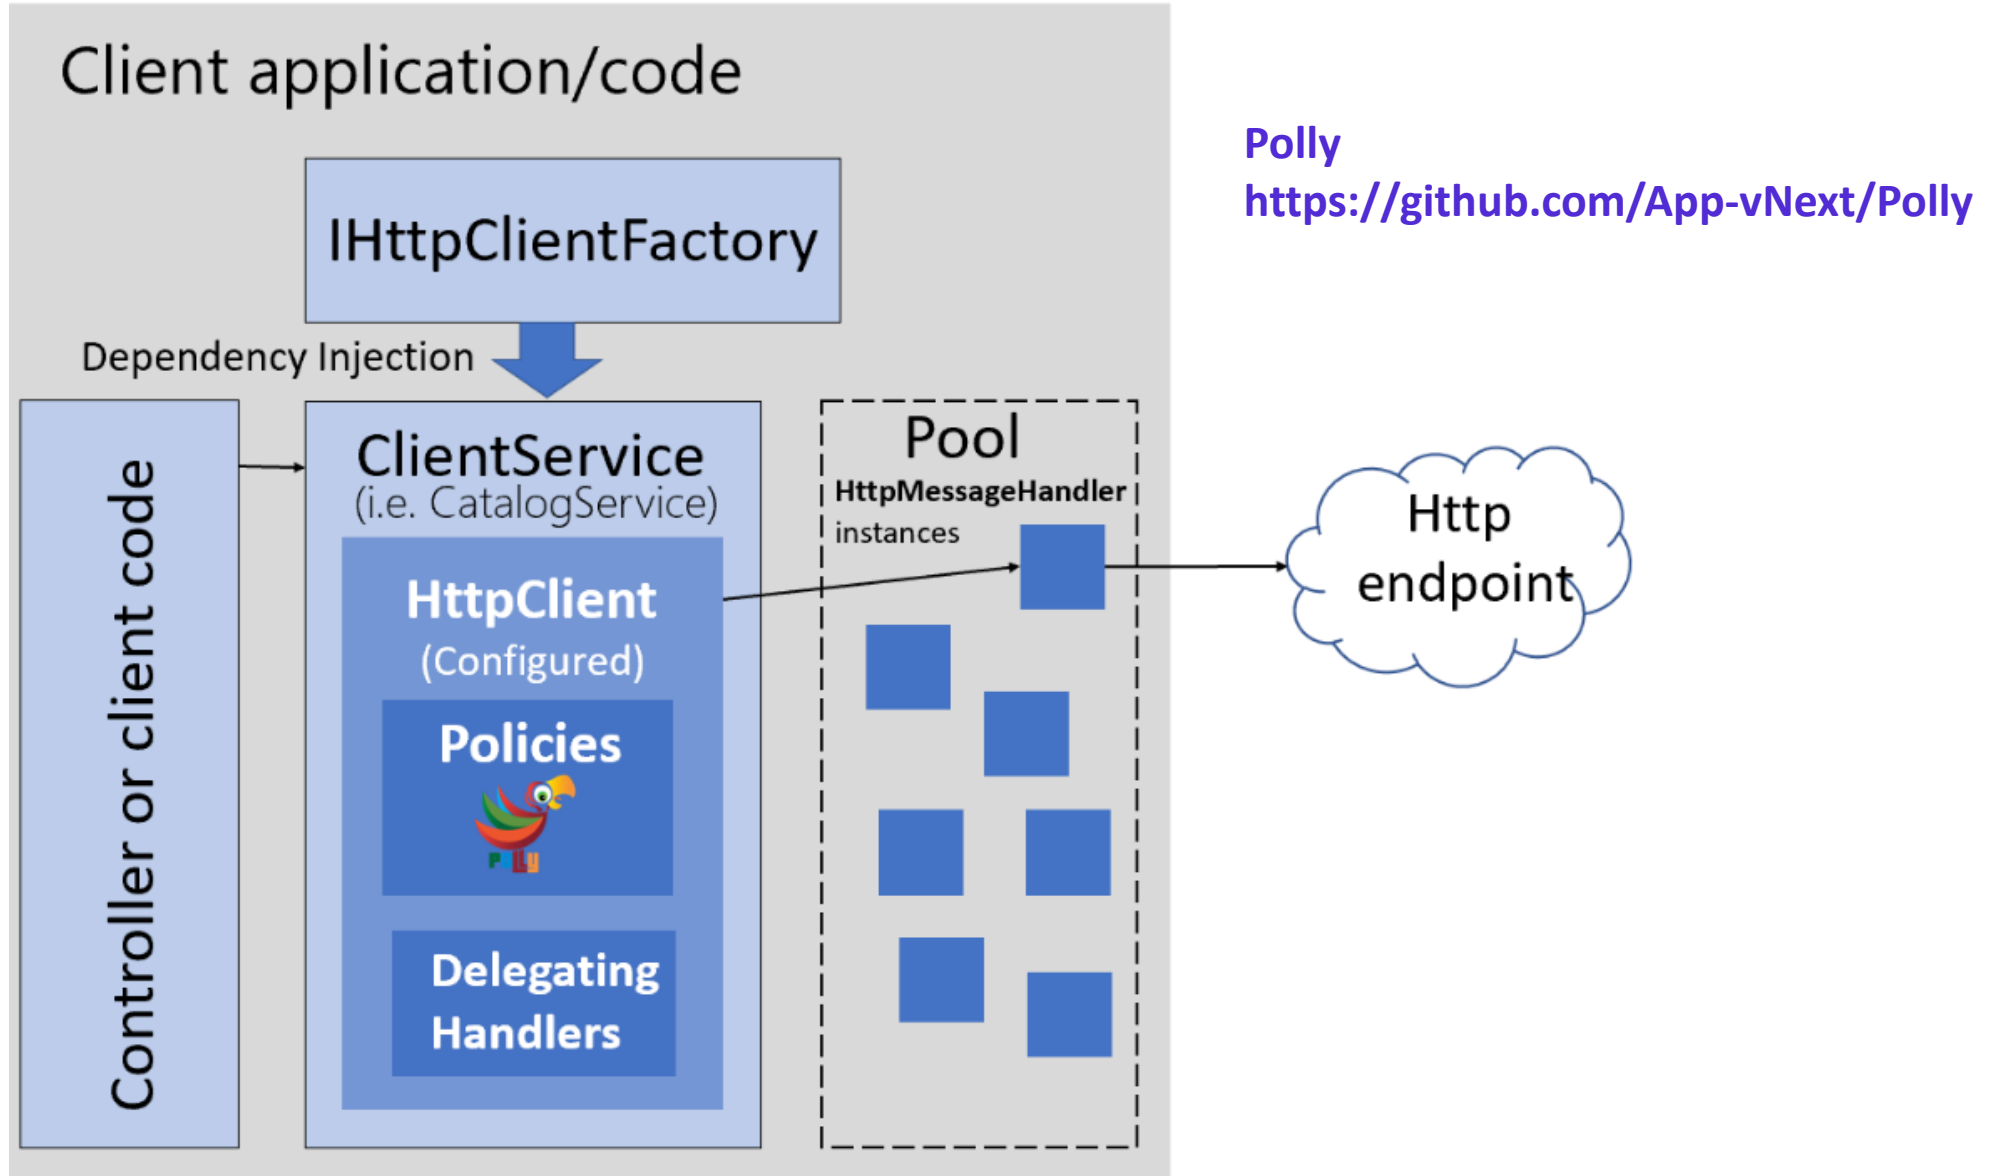 Client application/code
Polly
https://github.com/App-vNext/Polly
IHttpClientFactory
Dependency Injection
Controller or client code
ClientService
(i.e. CatalogService)
HttpClient
(Configured)
Policies
POLLY
Delegating
Handlers
Pool
HttpMessageHandler
instances
Http
endpoint